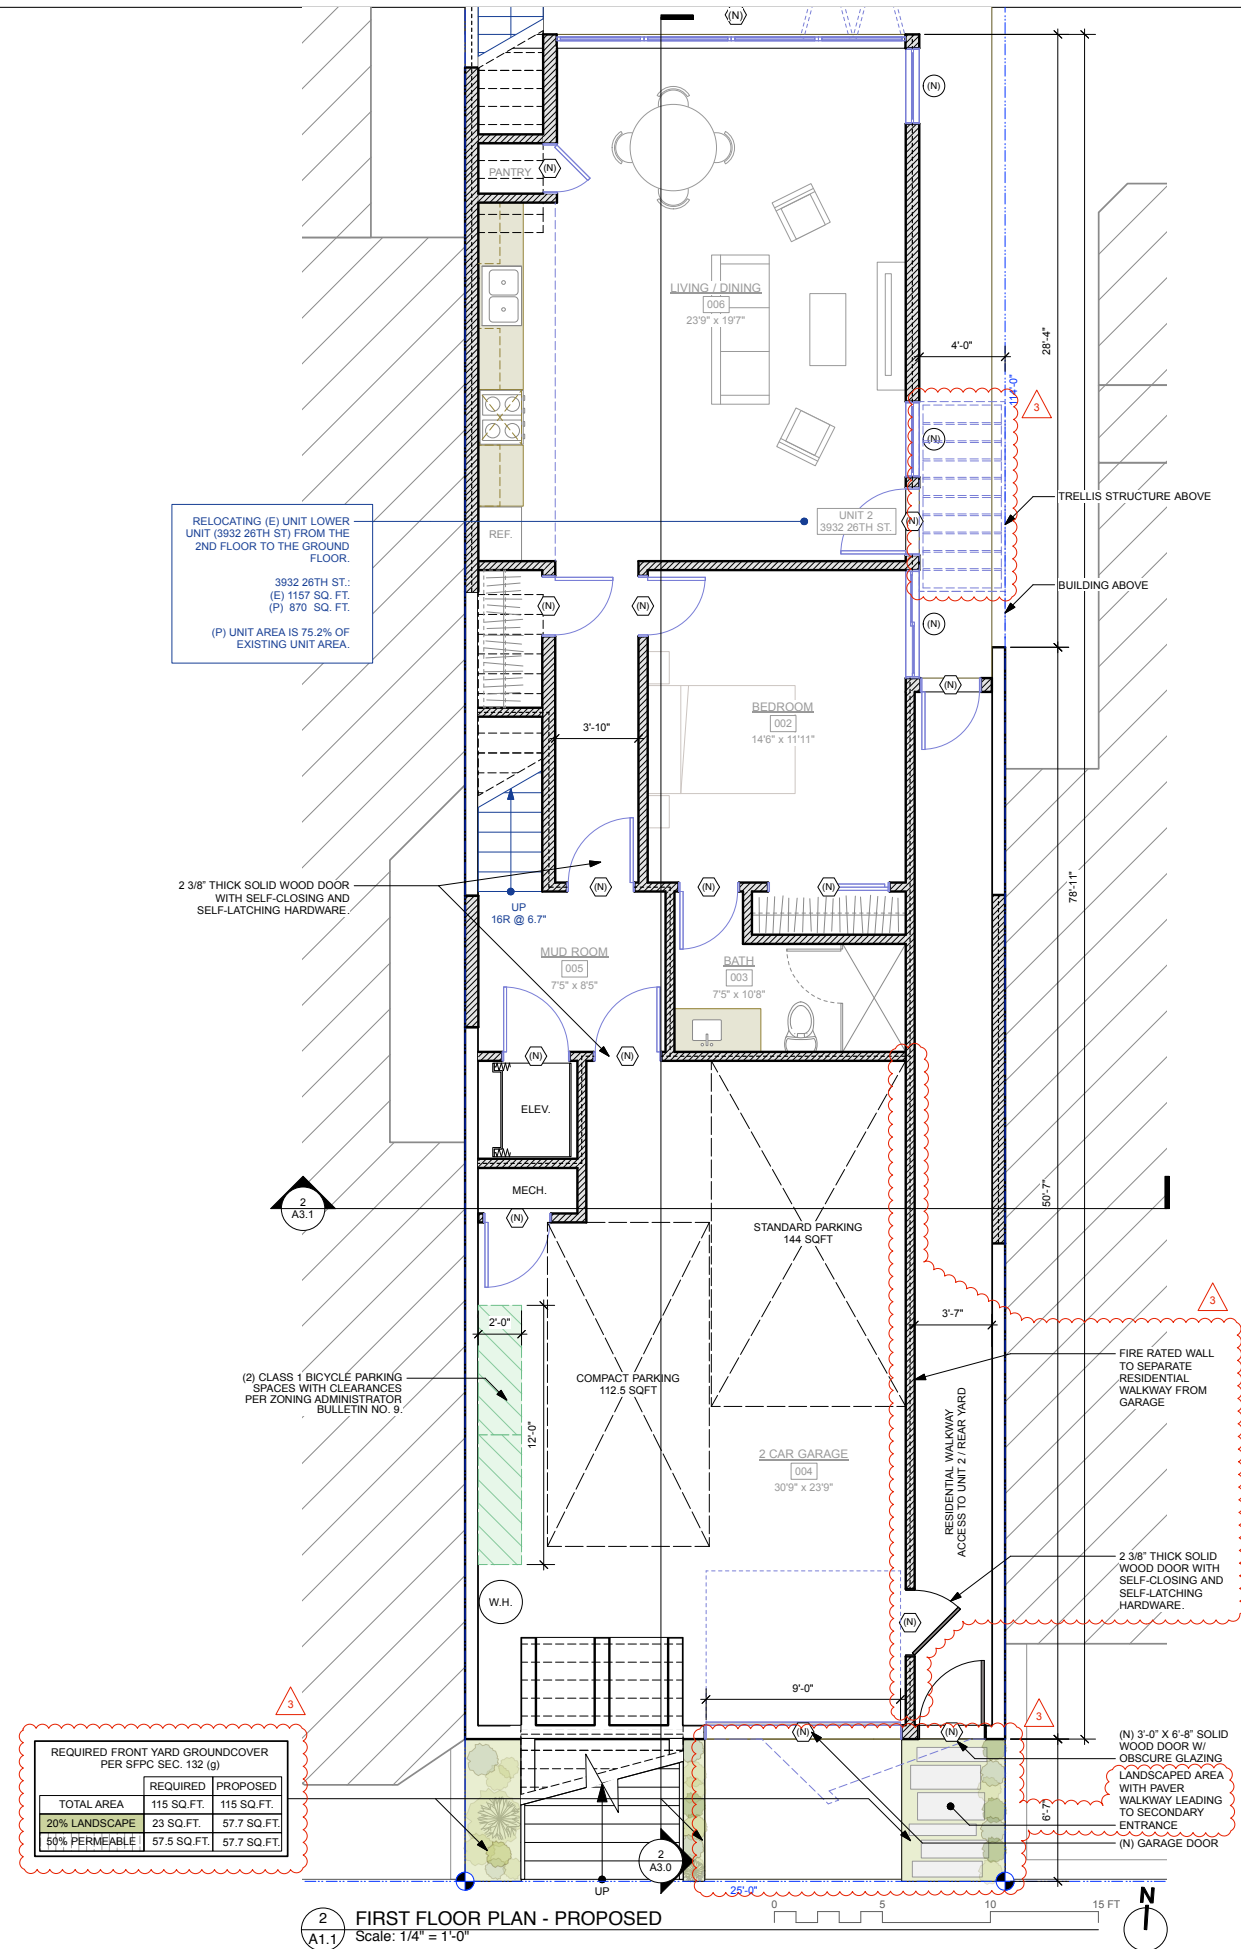 (N)
(N)
PANTRY
(N)
LIVING / DINING
006
23'9" x 19'7"
4'-0"
28'-4"
114'-0"
3
(N)
TRELLIS STRUCTURE ABOVE
UNIT 2
3932 26TH ST.
(N)
REF.
RELOCATING (E) UNIT LOWER
UNIT (3932 26TH ST) FROM THE
2ND FLOOR TO THE GROUND
FLOOR.
3932 26TH ST.:
(E) 1157 SQ. FT.
(P) 870 SQ. FT.
(P) UNIT AREA IS 75.2% OF
EXISTING UNIT AREA.
BUILDING ABOVE
(N)
(N)
(N)
(N)
BEDROOM
002
14'6" x 11'11"
3'-10"
78'-11"
2 3/8" THICK SOLID WOOD DOOR
WITH SELF-CLOSING AND
SELF-LATCHING HARDWARE.
(N)
(N)
(N)
UP
16R @ 6.7"
MUD ROOM
005
7'5" x 8'5"
BATH
003
7'5" x 10'8"
(N)
(N)
ELEV.
MECH.
(N)
2
A3.1
50'-7"
STANDARD PARKING
144 SQFT
3
2'-0"
3'-7"
FIRE RATED WALL
TO SEPARATE
RESIDENTIAL
WALKWAY FROM
GARAGE
(2) CLASS 1 BICYCLE PARKING
SPACES WITH CLEARANCES
PER ZONING ADMINISTRATOR
BULLETIN NO. 9.
COMPACT PARKING
112.5 SQFT
12'-0"
2 CAR GARAGE
004
30'9" x 23'9"
RESIDENTIAL WALKWAY
ACCESS TO UNIT 2 / REAR YARD
2 3/8" THICK SOLID
WOOD DOOR WITH
SELF-CLOSING AND
SELF-LATCHING
HARDWARE.
W.H.
(N)
9'-0"
3
3
(N)
(N)
(N) 3'-0" X 6'-8" SOLID
WOOD DOOR W/
OBSCURE GLAZING
LANDSCAPED AREA
WITH PAVER
WALKWAY LEADING
TO SECONDARY
ENTRANCE
(N) GARAGE DOOR
6'-7"
REQUIRED FRONT YARD GROUNDCOVER
PER SFPC SEC. 132 (g)
REQUIRED PROPOSED
TOTAL AREA 115 SQ.FT. 115 SQ.FT.
20% LANDSCAPE 23 SQ.FT. 57.7 SQ.FT.
50% PERMEABLE 57.5 SQ.FT. 57.7 SQ.FT.
2
A3.0
UP
25'-0"
2
A1.1
FIRST FLOOR PLAN - PROPOSED
Scale: 1/4" = 1'-0"
0 5 10 15 FT
N